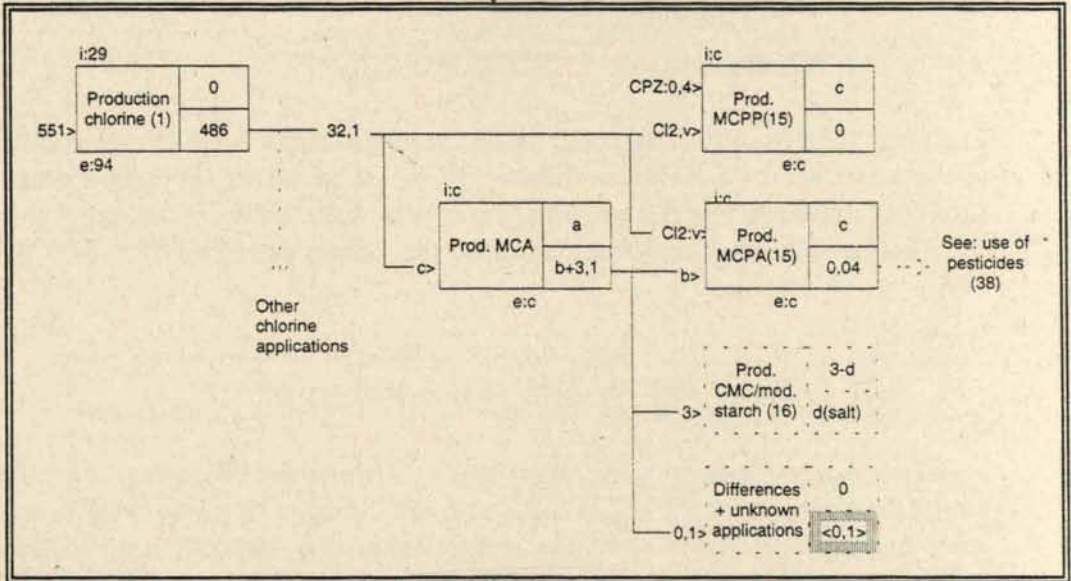 i:29
Production
chlorine (1)
0
486
551>
e:94
32,1
Other
chlorine
applications
i:c
CPZ:0,4>
Cl2,v>
Prod.
MCPP(15)
c
0
e:c
i:c
c>
Prod. MCA
a
b+3,1
e:c
i:c
Cl2:v>
b>
Prod.
MCPA(15)
c
0,04
e:c
See: use of
pesticides
(38)
3>
Prod.
CMC/mod.
starch (16)
3-d
d(salt)
0,1>
Differences
+ unknown
applications
0
<0,1>